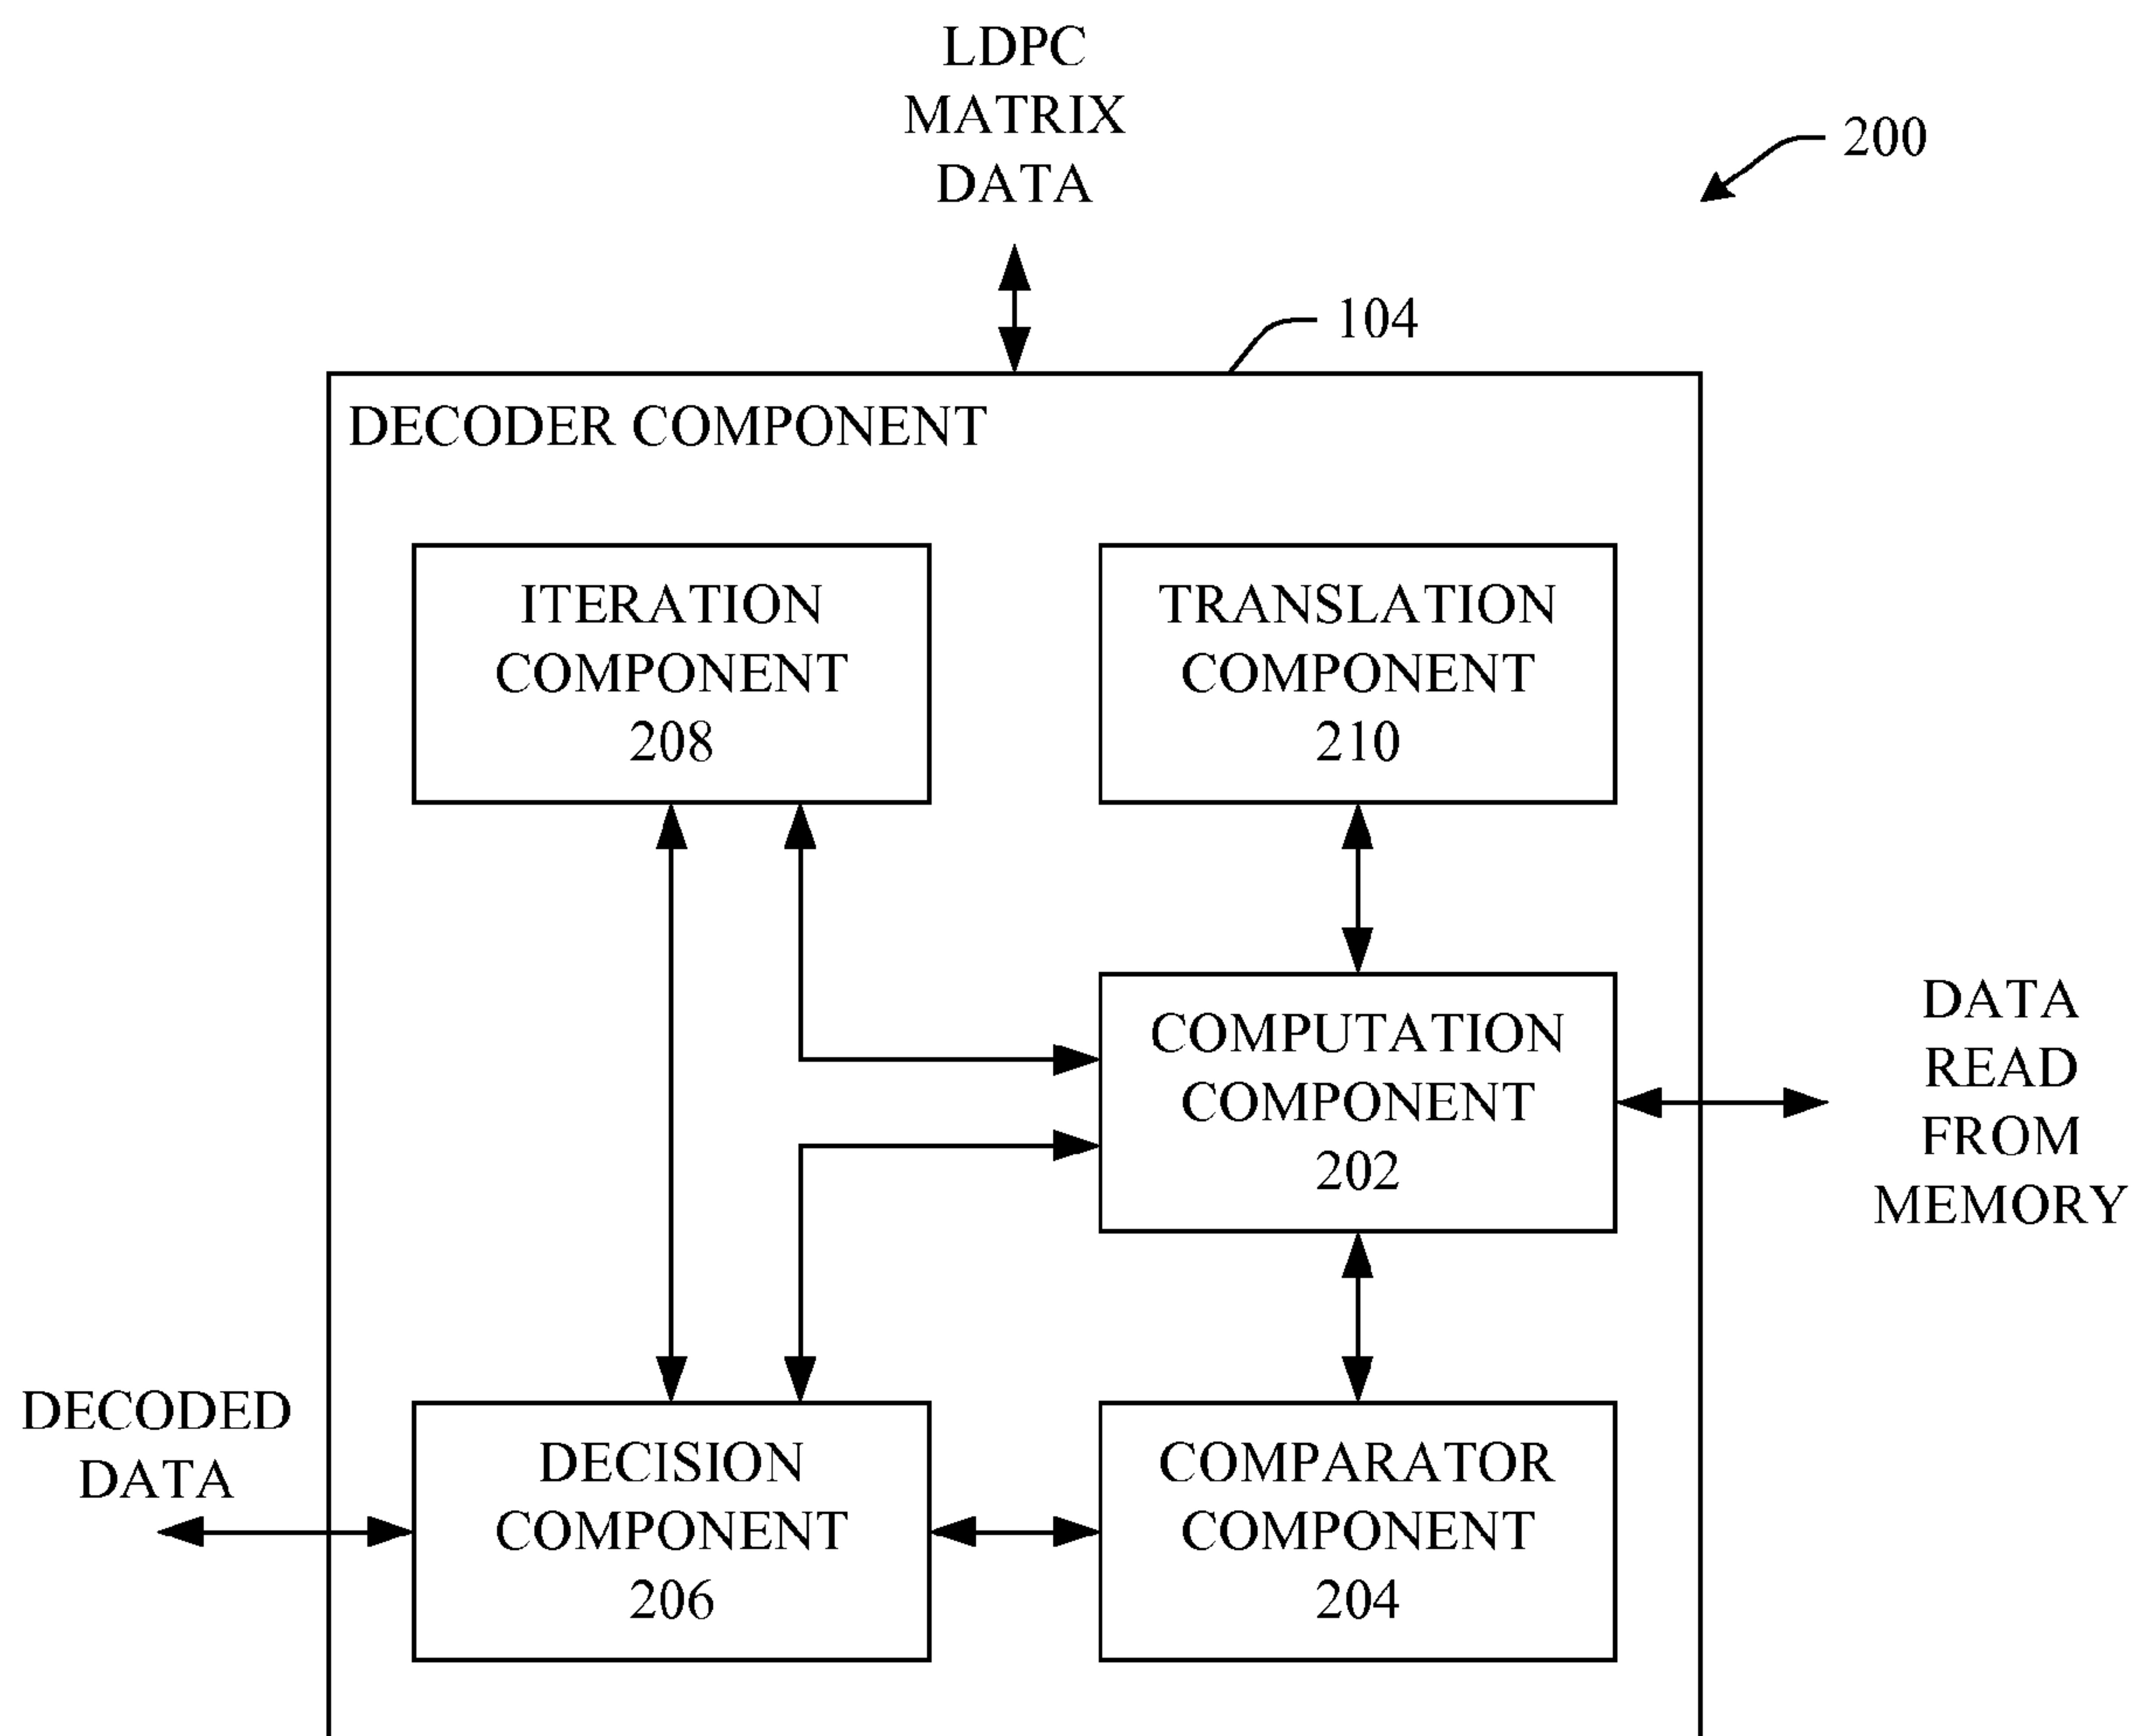 LDPC
MATRIX
DATA
200
104
DECODER COMPONENT
ITERATION
COMPONENT
208
TRANSLATION
COMPONENT
210
COMPUTATION
COMPONENT
202
DATA
READ
FROM
MEMORY
DECODED
DATA
DECISION
COMPONENT
206
COMPARATOR
COMPONENT
204